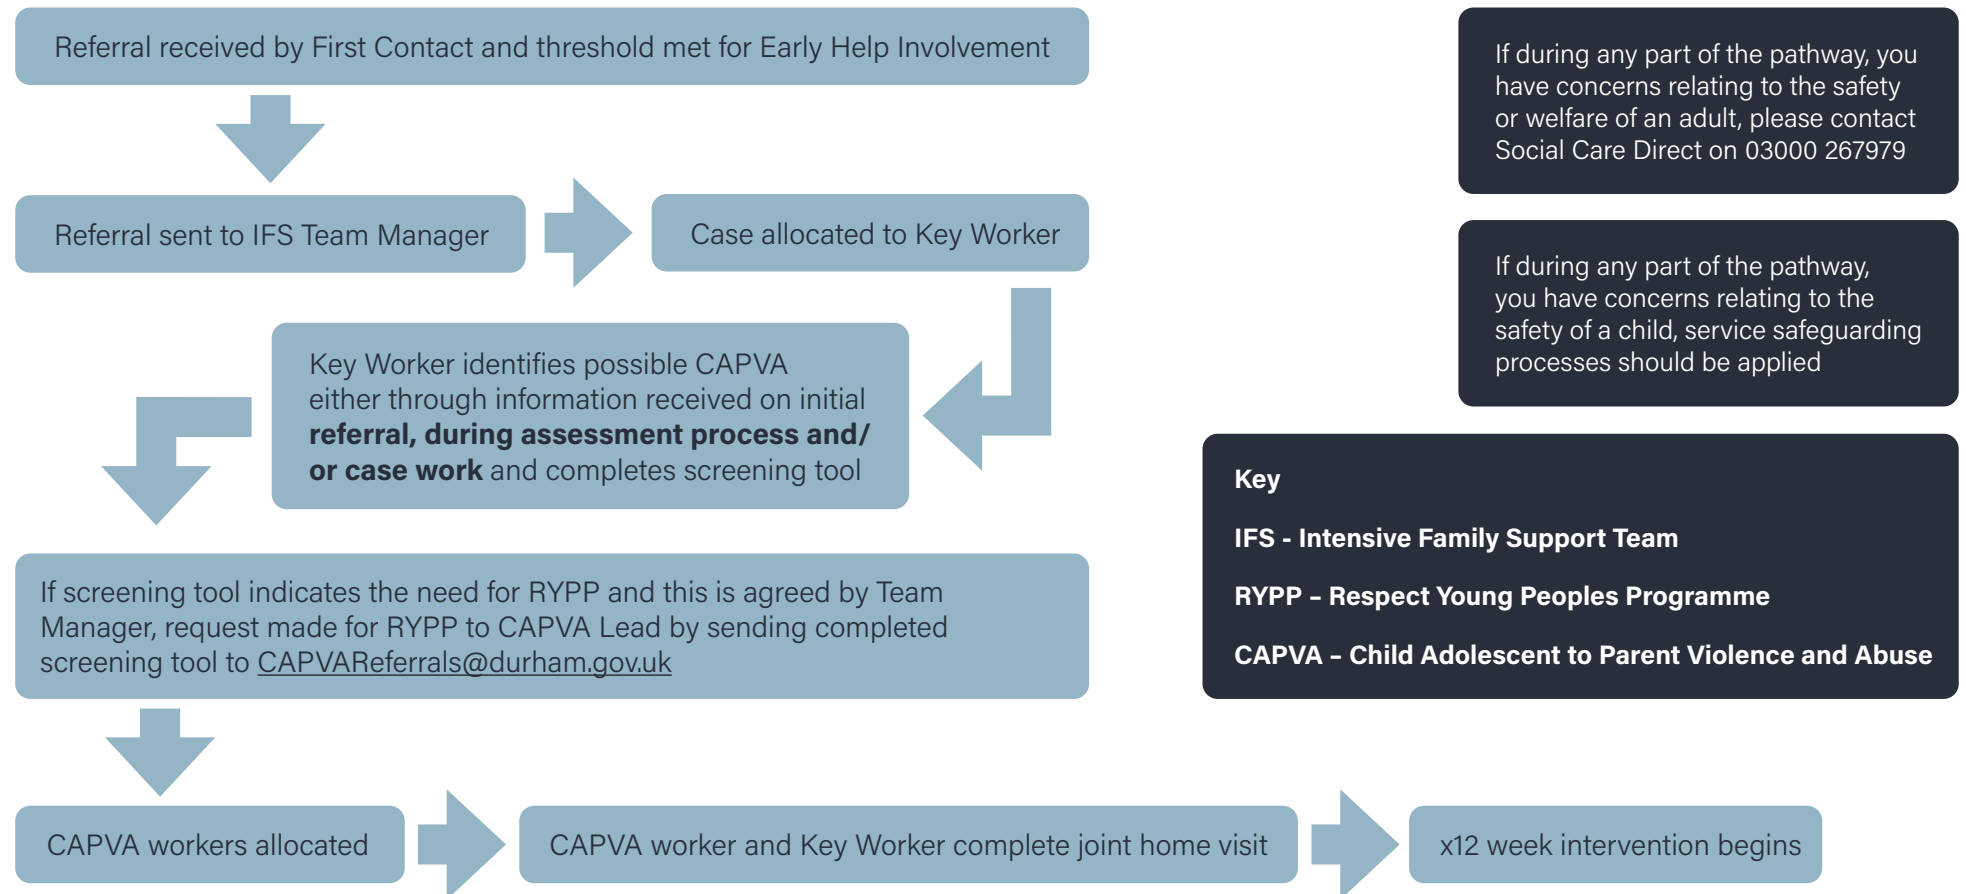 Referral received by First Contact and threshold met for Early Help Involvement
Referral sent to IFS Team Manager
Case allocated to Key Worker
Key Worker identifies possible CAPVA
either through information received on initial
referral, during assessment process and/
or case work and completes screening tool
If screening tool indicates the need for RYPP and this is agreed by Team
Manager, request made for RYPP to CAPVA Lead by sending completed
screening tool to CAPVAReferrals@durham.gov.uk
CAPVA workers allocated
CAPVA worker and Key Worker complete joint home visit
x12 week intervention begins
If during any part of the pathway, you
have concerns relating to the safety
or welfare of an adult, please contact
Social Care Direct on 03000 267979
If during any part of the pathway,
you have concerns relating to the
safety of a child, service safeguarding
processes should be applied
Key
IFS - Intensive Family Support Team
RYPP – Respect Young Peoples Programme
CAPVA – Child Adolescent to Parent Violence and Abuse